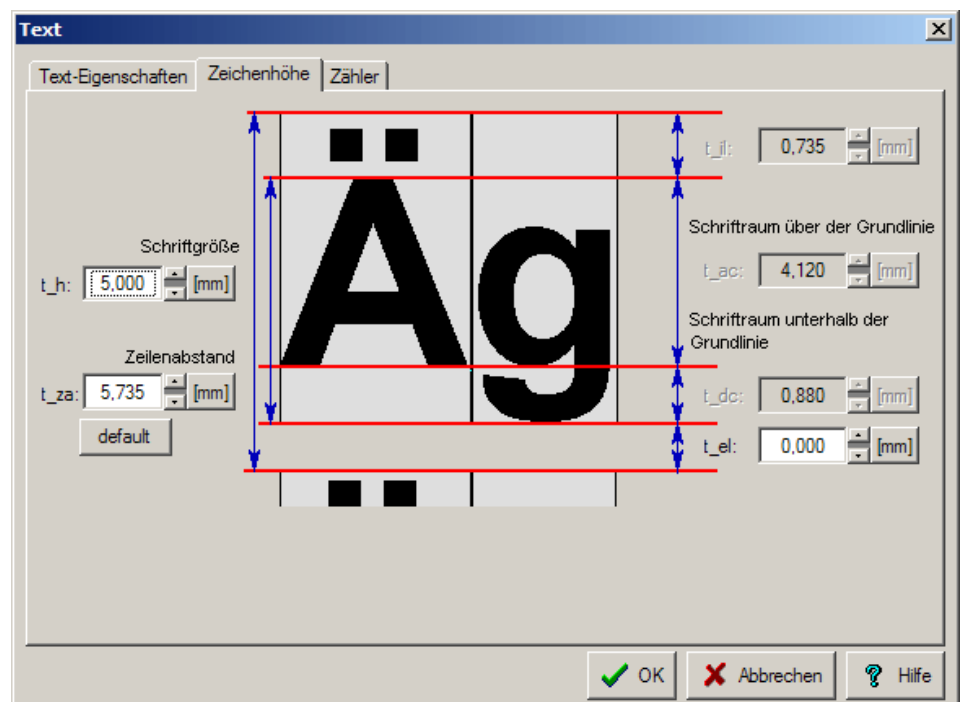 Text
Text-Eigenschaften Zeichenhöhe Zähler
t_il: 0,735 [mm]
Schriftgröße
t_h: 5,000 [mm]
Zeilenabstand
t_za: 5,735 [mm]
default
Äg
Schriftraum über der Grundlinie
t_ac: 4,120 [mm]
Schriftraum unterhalb der
Grundlinie
t_dc: 0,880 [mm]
t_el: 0,000 [mm]
OK Abbrechen Hilfe